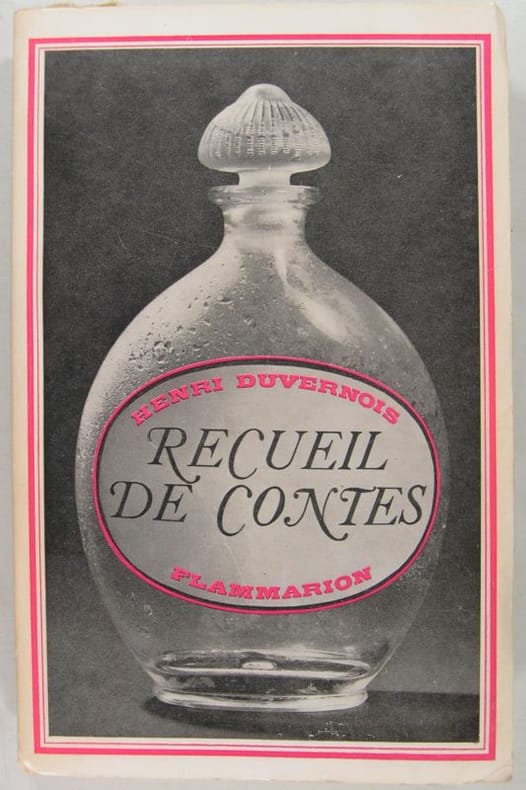 HENRI DUVERNOIS
RECUEIL
DE CONTES
FLAMMARION